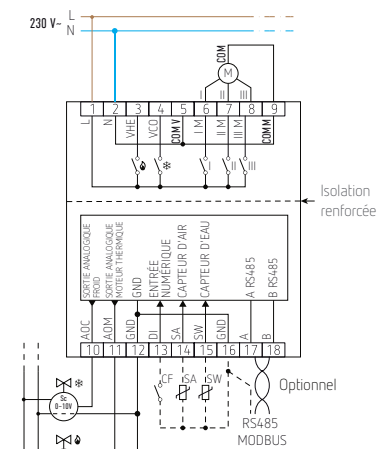 230 V~
L
N
COM
M
I
II
III
1 2 3 4 5 6 7 8 9
L
N
VHE
VCO
COM V
I M
II M
III M
COM M
I
II
III
Isolation
renforcée
SORTIE ANALOGIQUE
FROID
SORTIE ANALOGIQUE
MOTEUR THERMIQUE
GND
ENTRÉE
NUMÉRIQUE
CAPTEUR D'AIR
CAPTEUR D'EAU
A RS485
B RS485
AOC
AOM
GND
DI
SA
SW
GND
A
B
10 11 12 13 14 15 16 17 18
CF
SA
SW
Optionnel
Sc
0-10V
RS485
MODBUS